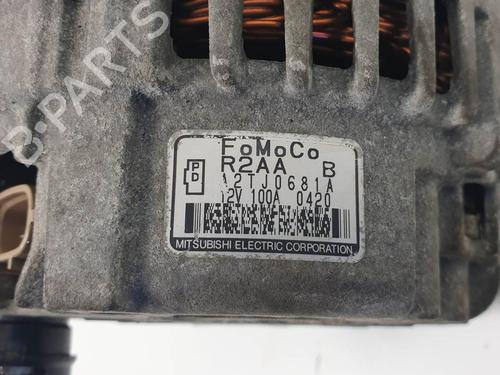 B-PARTS
FoMoCo
R2AA B
D
A2TJ0681A
12V 100A 0420
MITSUBISHI ELECTRIC CORPORATION